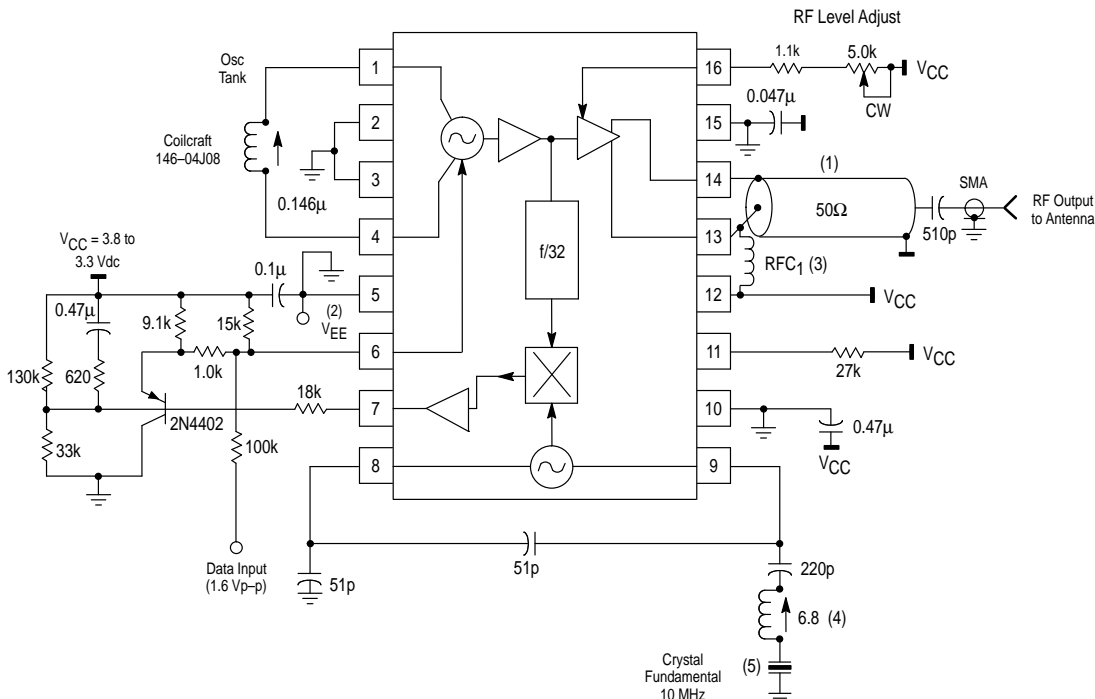 RF Level Adjust
Osc
Tank
1
16
1.1k
5.0k
VCC
CW
2
15
0.047μ
Coilcraft
146–04J08
3
0.146μ
14
(1)
50Ω
SMA
510p
RF Output
to Antenna
4
13
f/32
RFC1 (3)
VCC = 3.8 to
3.3 Vdc
0.1μ
5
(2)
VEE
12
VCC
0.47μ
9.1k
15k
6
11
27k
VCC
130k
620
1.0k
18k
7
10
0.47μ
VCC
2N4402
33k
100k
8
9
Data Input
(1.6 Vp–p)
51p
51p
220p
6.8 (4)
Crystal
Fundamental
10 MHz
(5)